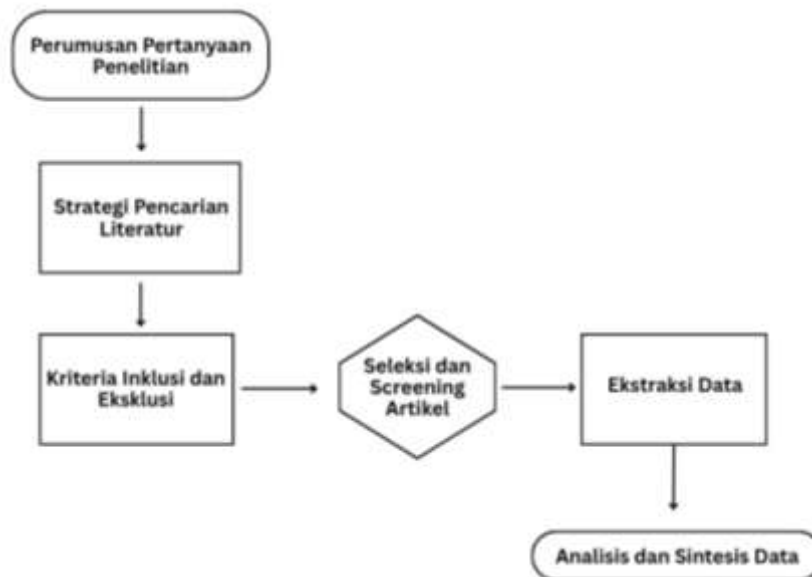 Perumusan Pertanyaan
Penelitian
Strategi Pencarian
Literatur
Kriteria Inklusi dan
Eksklusi
Seleksi dan
Screening
Artikel
Ekstraksi Data
Analisis dan Sintesis Data